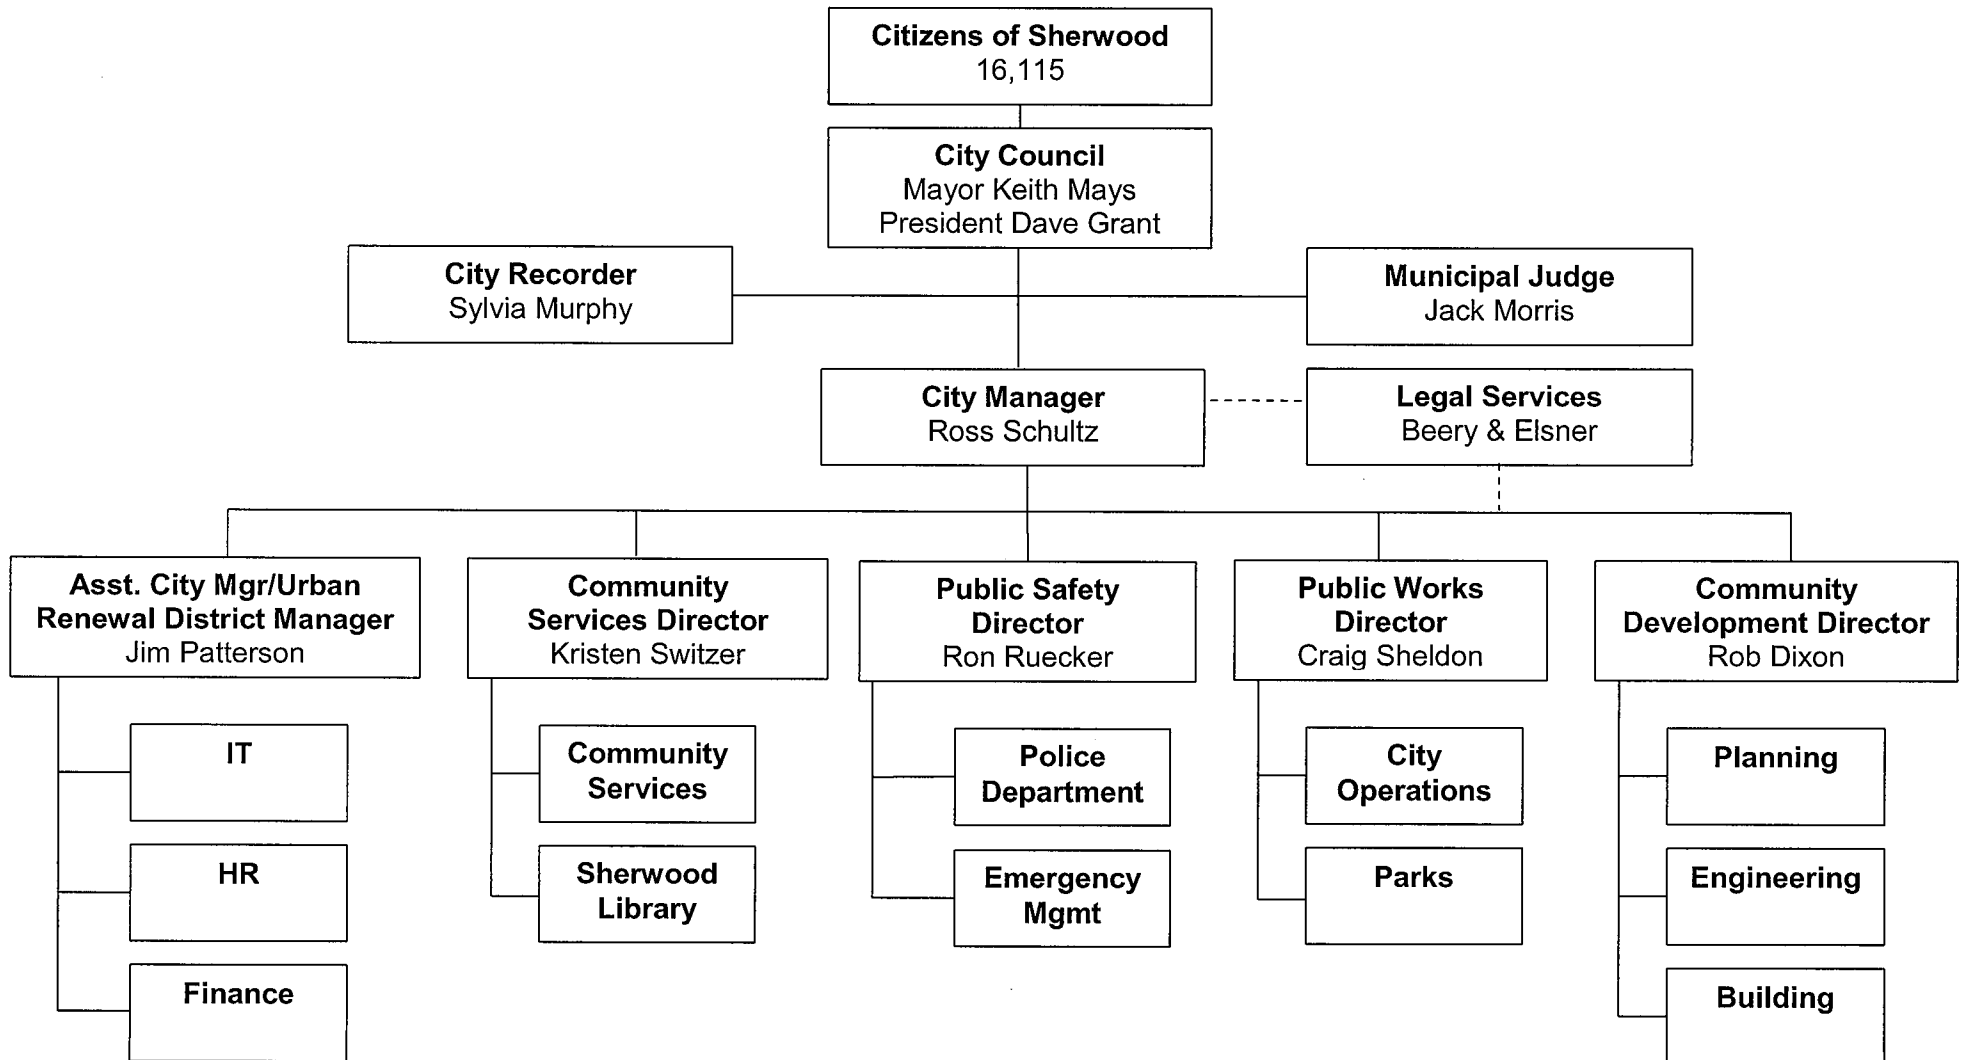 Citizens of Sherwood
16,115
City Council
Mayor Keith Mays
President Dave Grant
City Recorder
Sylvia Murphy
Municipal Judge
Jack Morris
City Manager
Ross Schultz
Legal Services
Beery & Elsner
Asst. City Mgr/Urban
Renewal District Manager
Jim Patterson
Community
Services Director
Kristen Switzer
Public Safety
Director
Ron Ruecker
Public Works
Director
Craig Sheldon
Community
Development Director
Rob Dixon
IT
HR
Finance
Community
Services
Sherwood
Library
Police
Department
Emergency
Mgmt
City
Operations
Parks
Planning
Engineering
Building